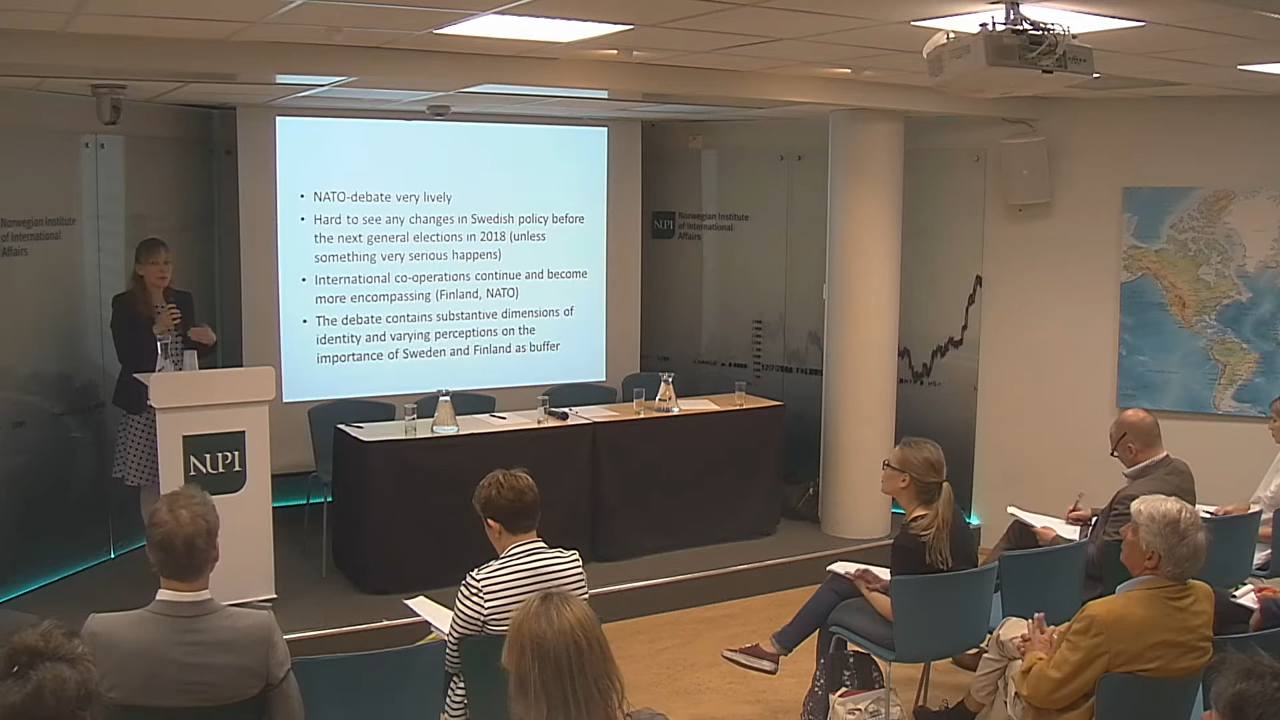 • NATO-debate very lively
• Hard to see any changes in Swedish policy before
the next general elections in 2018 (unless
something very serious happens)
• International co-operations continue and become
more encompassing (Finland, NATO)
• The debate contains substantive dimensions of
identity and varying perceptions on the
importance of Sweden and Finland as buffer
Norwegian Institute
of International
Affairs
NUPI
Norwegian Institute
of International
Affairs
NUPI